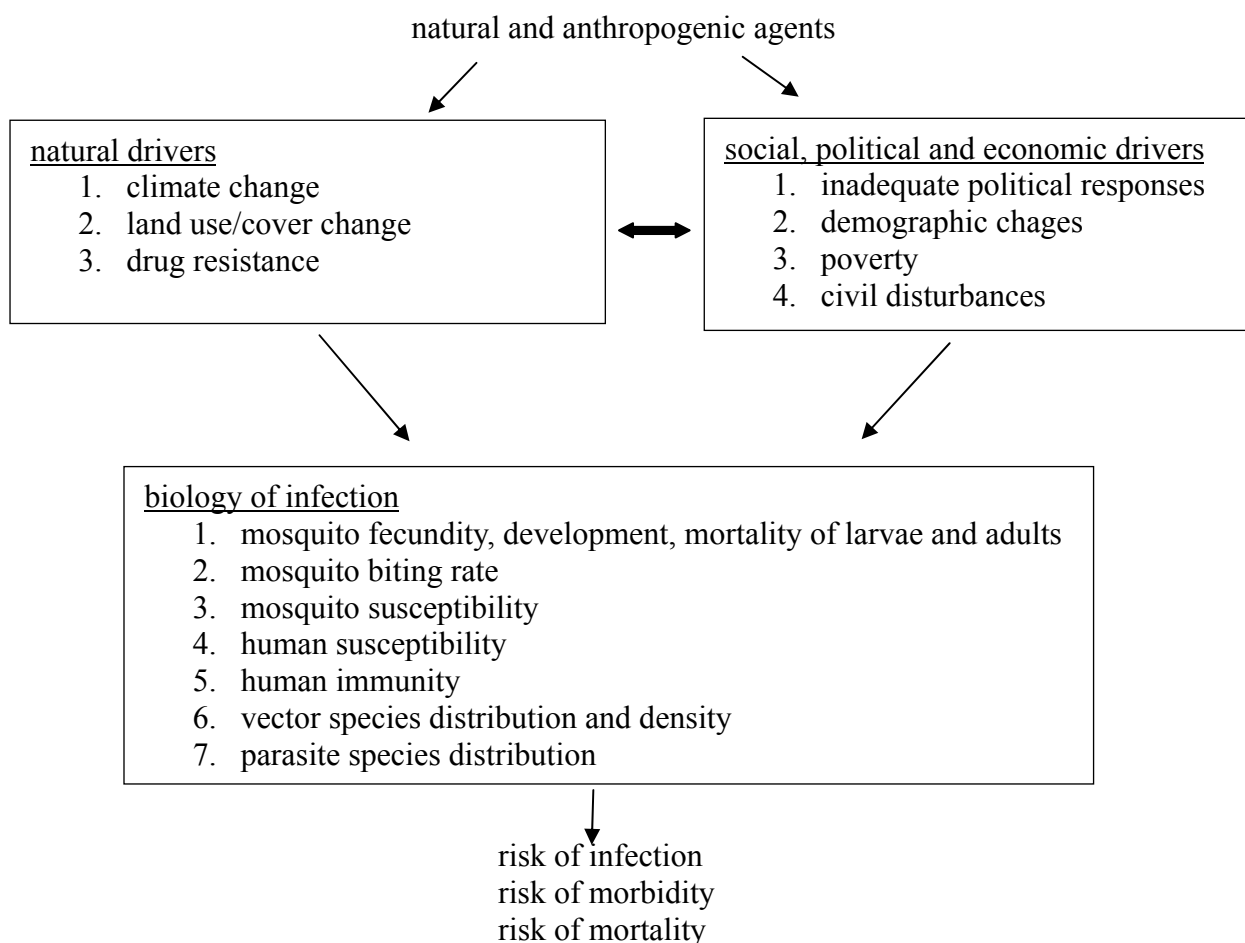 natural and anthropogenic agents
natural drivers
1. climate change
2. land use/cover change
3. drug resistance
social, political and economic drivers
1. inadequate political responses
2. demographic chages
3. poverty
4. civil disturbances
biology of infection
1. mosquito fecundity, development, mortality of larvae and adults
2. mosquito biting rate
3. mosquito susceptibility
4. human susceptibility
5. human immunity
6. vector species distribution and density
7. parasite species distribution
risk of infection
risk of morbidity
risk of mortality